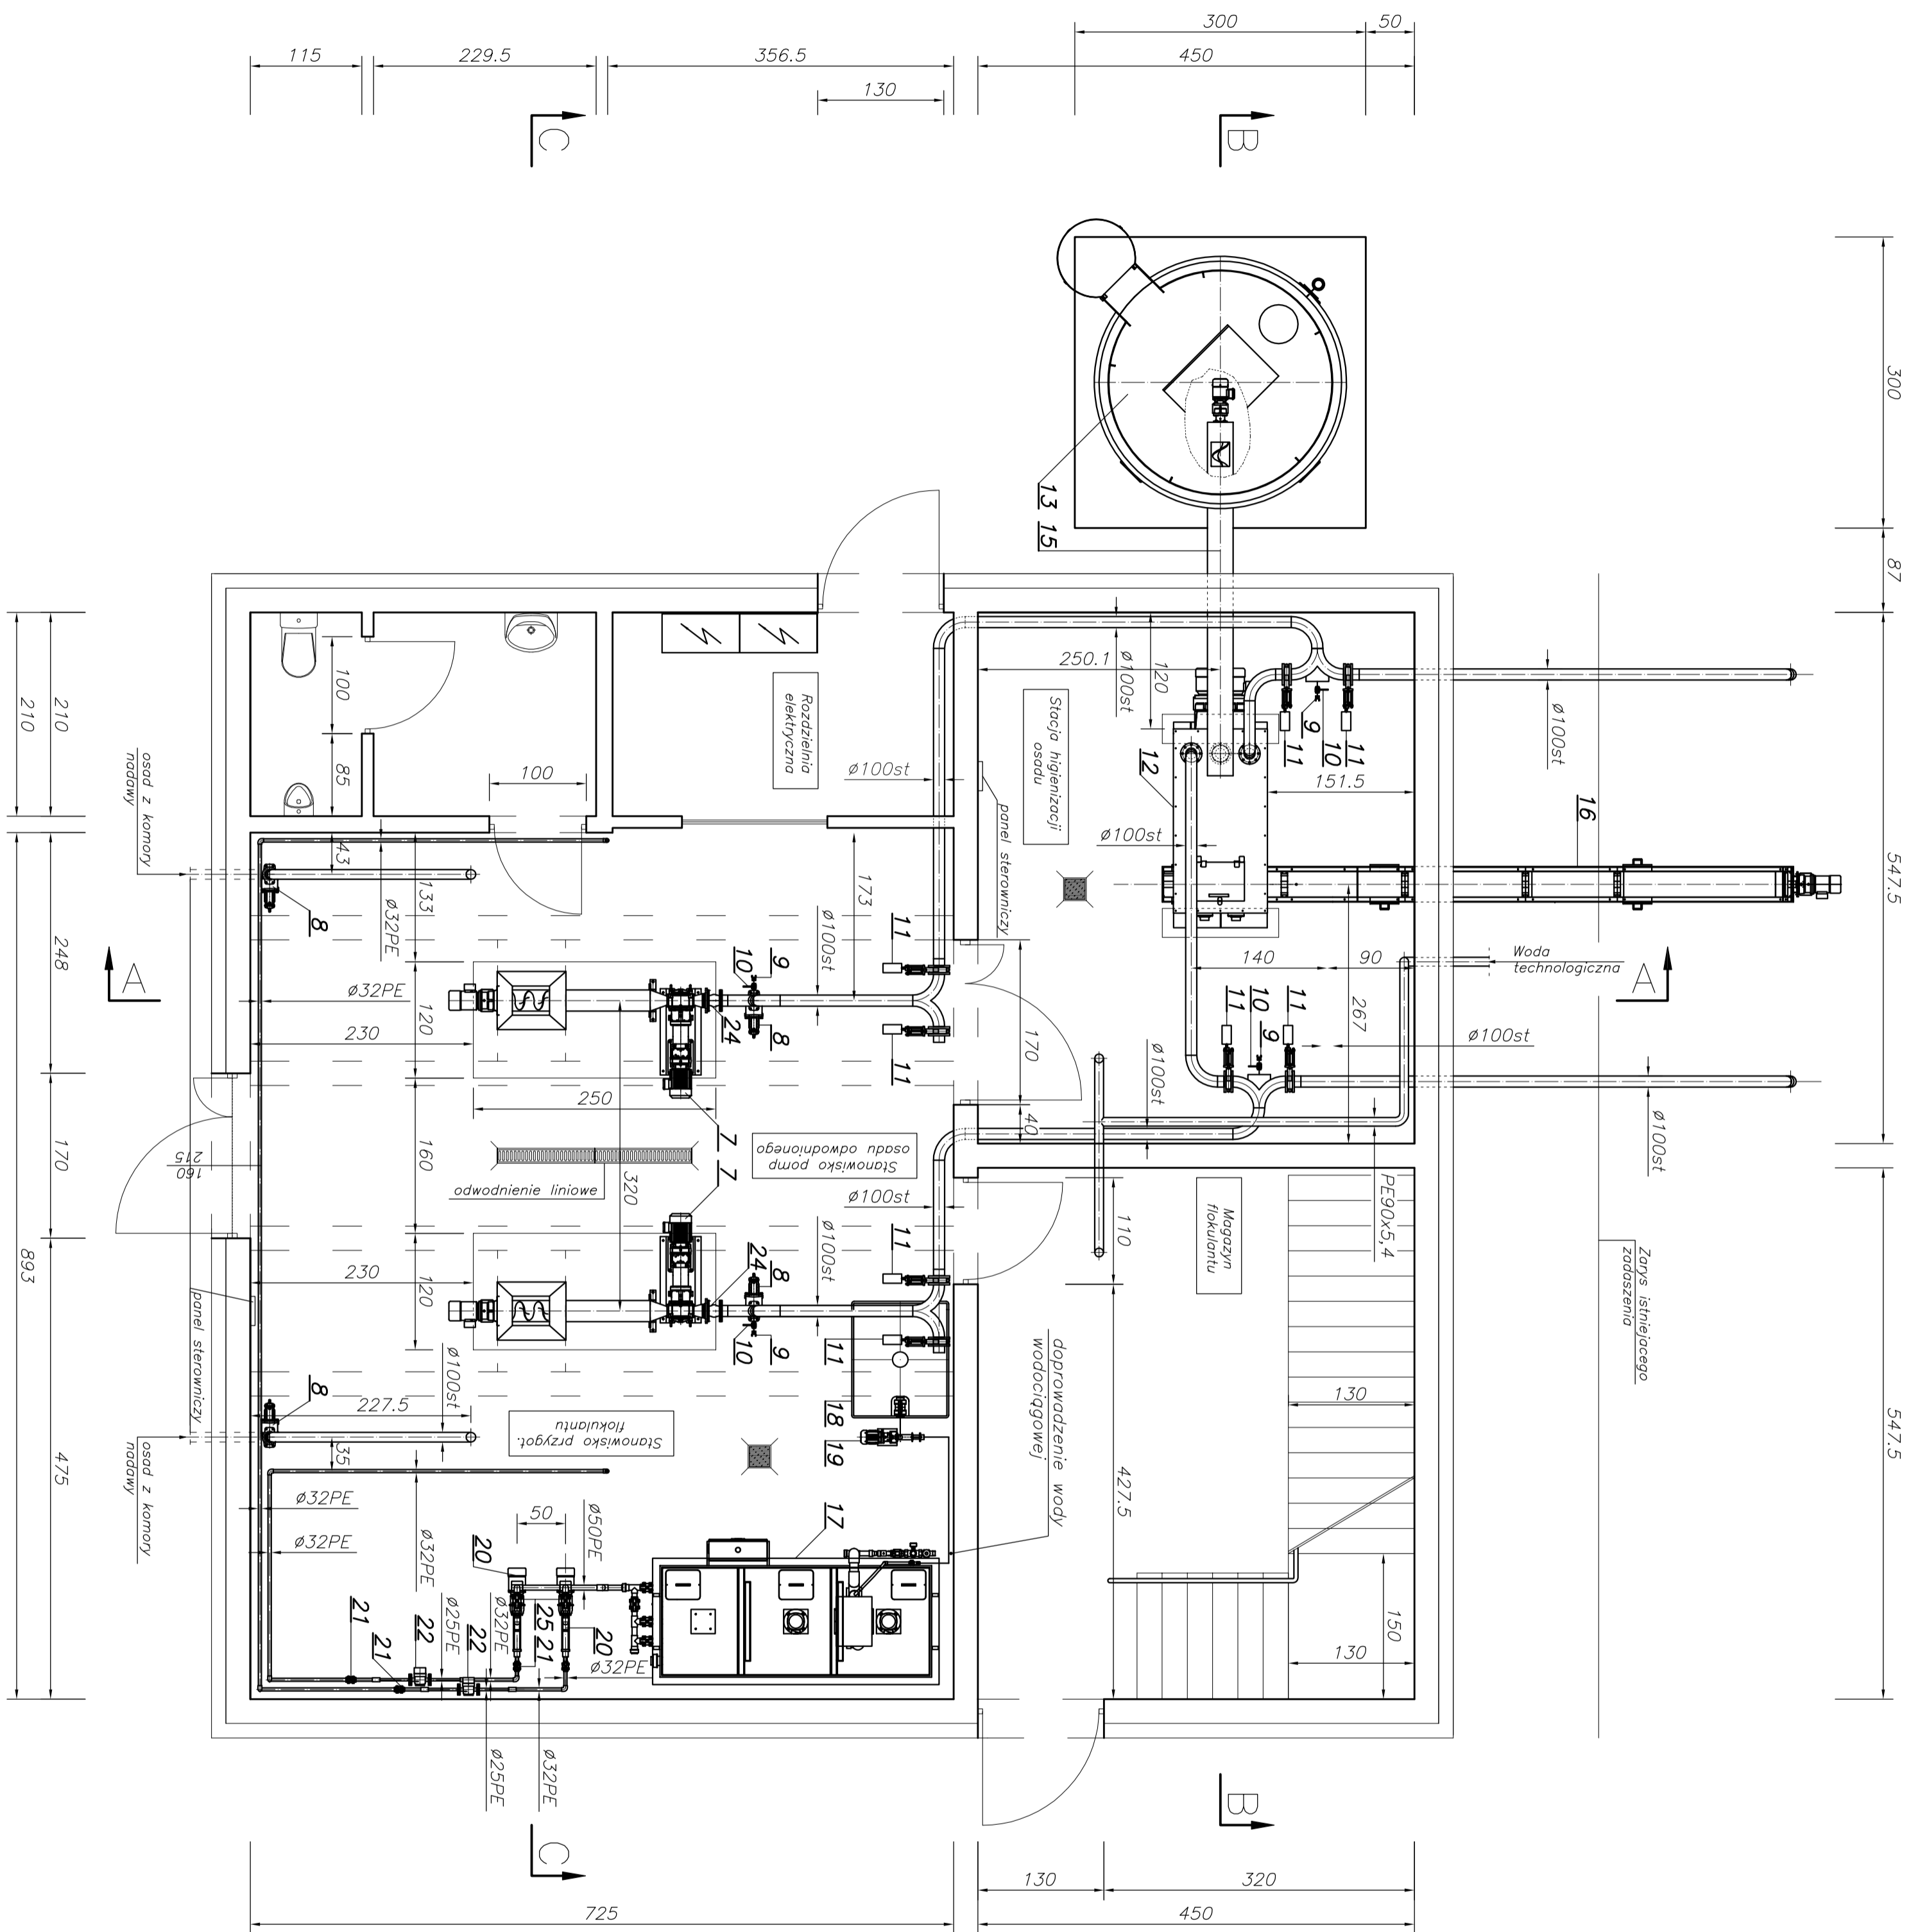 300
50
115
229.5
356.5
450
130
C
B
300
87
547.5
547.5
13 15
250.1
Ø100st
120
Ø100st
9
10
11
11
151.5
16
12
Stacja higienizacji
osadu
Rozdzielnia
elektryczna
Ø100st
panel sterowniczy
Ø100st
100
85
100
210
210
osad z komory
nadawy
43
133
Ø32PE
8
173
Ø100st
11
9
10
8
24
11
Ø32PE
230
120
250
248
893
A
A
Woda
technologiczna
140
90
267
11
10
9
11
Ø100st
Ø100st
Ø100st
170
40
7 7
Stanowisko pomp
osadu odwodnionego
odwodnienie liniowe
160
320
170
215
160
Ø100st
110
Magazyn
flokulantu
PE90x5,4
Zarys istniejącego
zadaszenia
11
Ø100st
24
8
9
10
11
230
120
panel sterowniczy
8
Ø100st
227.5
35
Stanowisko przygot.
flokulantu
18
19
doprowadzenie wody
wodociągowej
130
427.5
475
osad z komory
nadawy
Ø32PE
Ø32PE
Ø32PE
50
Ø50PE
20
17
150
130
21
21
22
Ø25PE
22
Ø32PE
25 21
20
Ø32PE
Ø25PE
Ø32PE
C
B
130
320
725
450